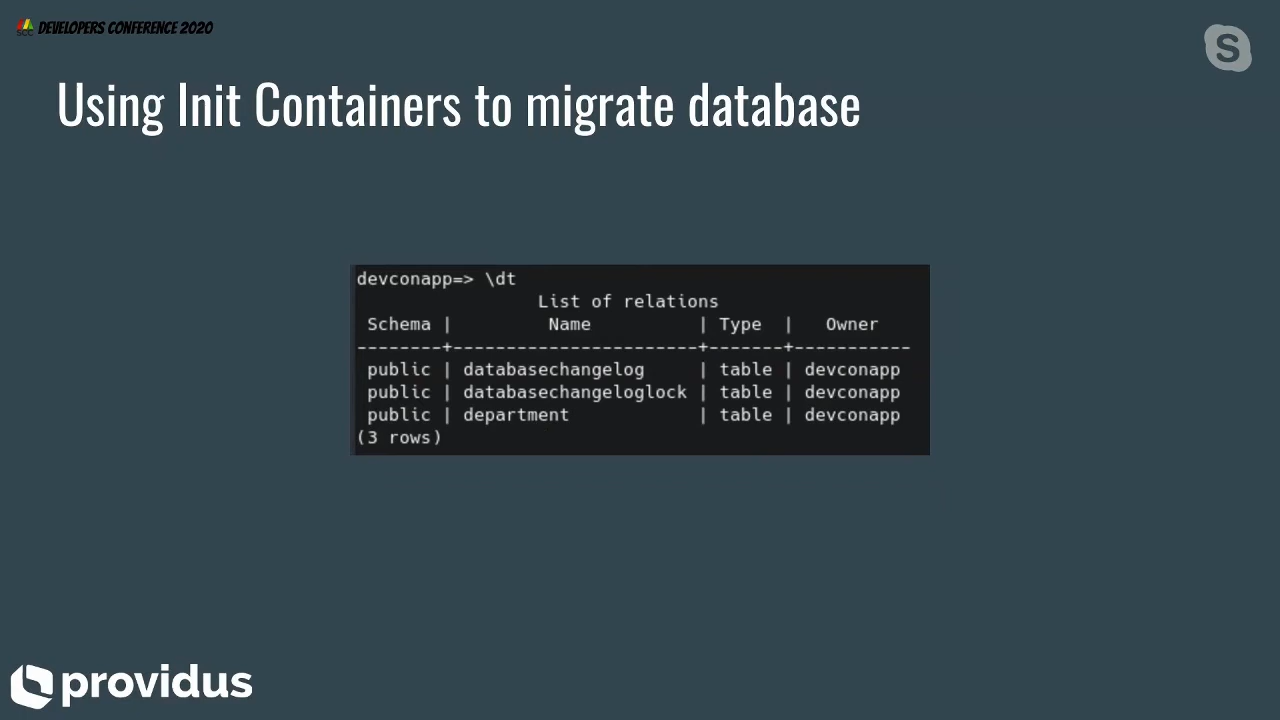 SCC DEVELOPERS CONFERENCE 2020
S
Using Init Containers to migrate database
devconapp=> \dt
                 List of relations
 Schema |         Name          | Type  |   Owner
--------+-----------------------+-------+-----------
 public | databasechangelog     | table | devconapp
 public | databasechangeloglock | table | devconapp
 public | department            | table | devconapp
(3 rows)
providus